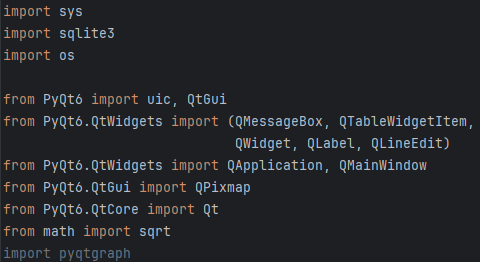 import sys
import sqlite3
import os

from PyQt6 import uic, QtGui
from PyQt6.QtWidgets import (QMessageBox, QTableWidgetItem,
                             QWidget, QLabel, QLineEdit)
from PyQt6.QtWidgets import QApplication, QMainWindow
from PyQt6.QtGui import QPixmap
from PyQt6.QtCore import Qt
from math import sqrt
import pyqtgraph